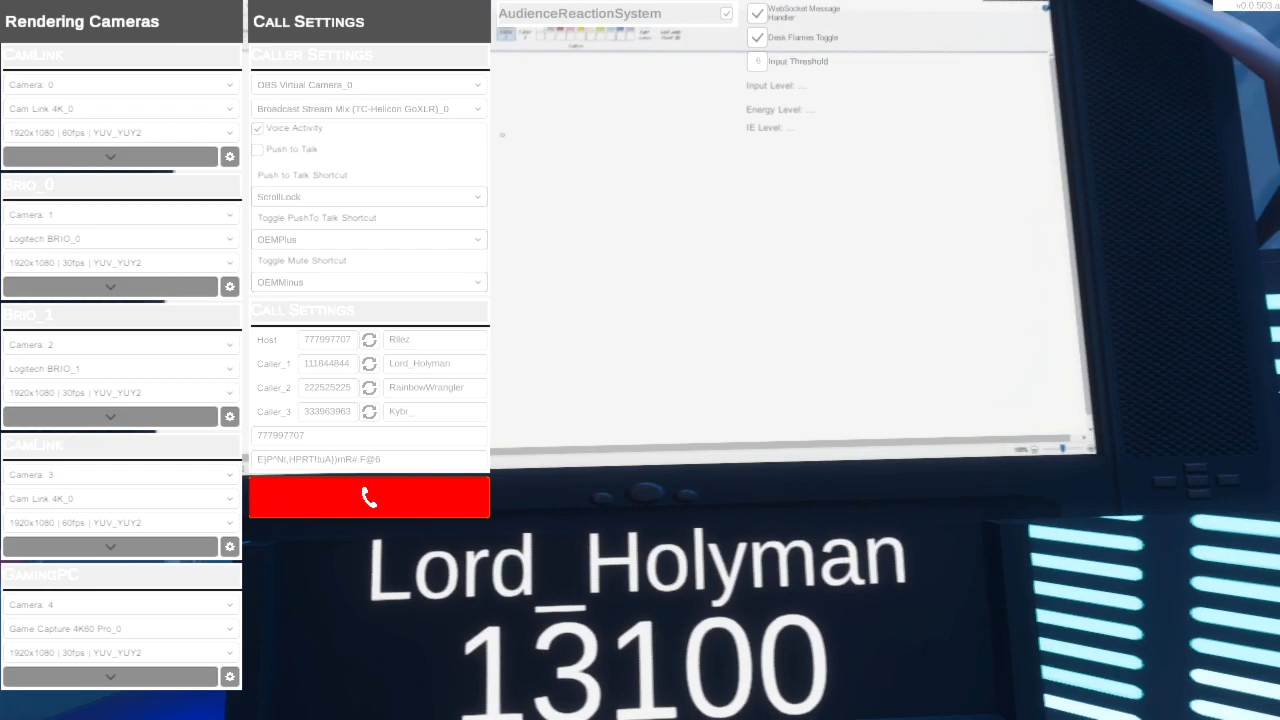 Rendering Cameras
CamLink
Camera: 0
Cam Link 4K_0
1920x1080 | 60fps | YUV_YUY2
Brio_0
Camera: 1
Logitech BRIO_0
1920x1080 | 30fps | YUV_YUY2
Brio_1
Camera: 2
Logitech BRIO_1
1920x1080 | 30fps | YUV_YUY2
CamLink
Camera: 3
Cam Link 4K_0
1920x1080 | 60fps | YUV_YUY2
GamingPC
Camera: 4
Game Capture 4K60 Pro_0
1920x1080 | 30fps | YUV_YUY2
Call Settings
Caller Settings
OBS Virtual Camera_0
Broadcast Stream Mix (TC-Helicon GoXLR)_0
Voice Activity
Push to Talk
Push to Talk Shortcut
ScrollLock
Toggle PushTo Talk Shortcut
OEMPlus
Toggle Mute Shortcut
OEMMinus
Call Settings
Host 777997707 Rilez
Caller_1 111844844 Lord_Holyman
Caller_2 222525225 RainbowWrangler
Caller_3 333963963 Kybr_
777997707
AudienceReactionSystem
WebSocket Message
Handler
Desk Flames Toggle
6 Input Threshold
Input Level: ...
Energy Level: ...
IE Level: ...
Lord_Holyman
13100